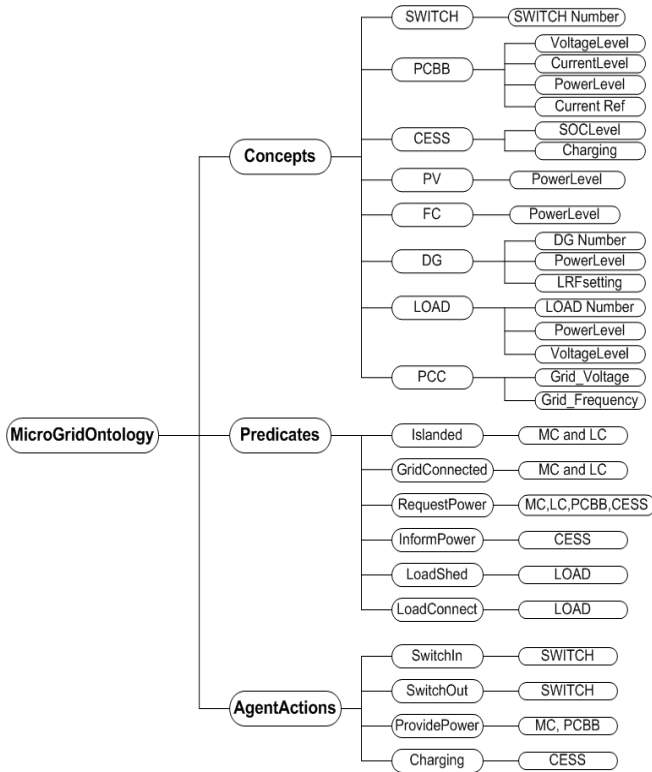 SWITCH
SWITCH Number
PCBB
VoltageLevel
CurrentLevel
PowerLevel
Current Ref
CESS
SOCLevel
Charging
Concepts
PV
PowerLevel
FC
PowerLevel
DG
DG Number
PowerLevel
LRFsetting
LOAD
LOAD Number
PowerLevel
VoltageLevel
PCC
Grid_Voltage
Grid_Frequency
MicroGridOntology
Predicates
Islanded
MC and LC
GridConnected
MC and LC
RequestPower
MC,LC,PCBB,CESS
InformPower
CESS
LoadShed
LOAD
LoadConnect
LOAD
AgentActions
SwitchIn
SWITCH
SwitchOut
SWITCH
ProvidePower
MC, PCBB
Charging
CESS